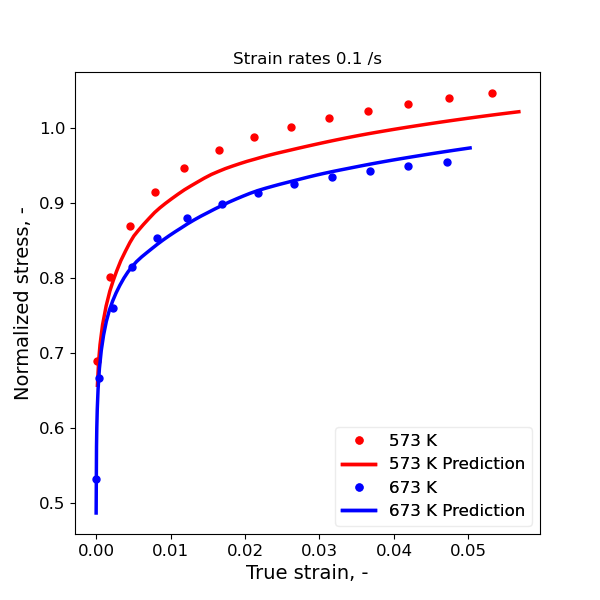 Strain rates 0.1 /s
Normalized stress, -
1.0
0.9
0.8
0.7
0.6
0.5
573 K
573 K Prediction
673 K
673 K Prediction
0.00 0.01 0.02 0.03 0.04 0.05
True strain, -